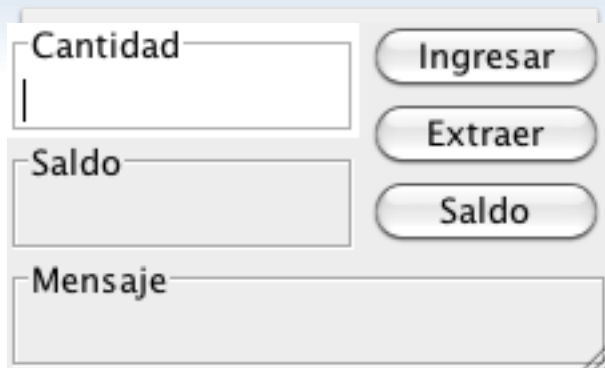 Cantidad
Ingresar
Extraer
Saldo
Saldo
Mensaje